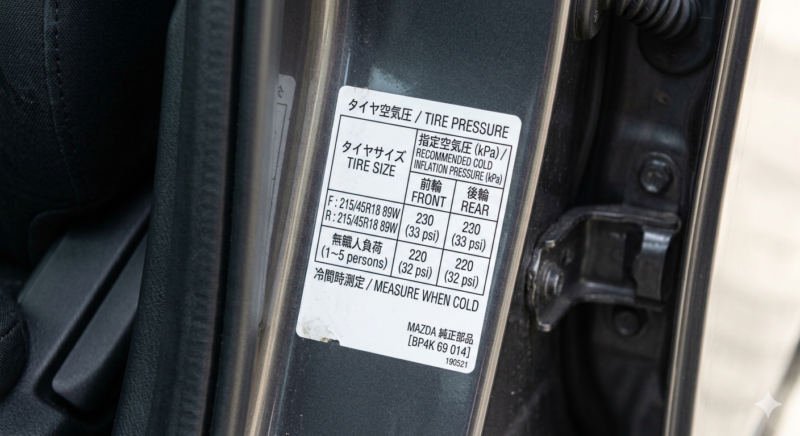 タイヤ空気圧 / TIRE PRESSURE
タイヤサイズ
TIRE SIZE
指定空気圧 (kPa) /
RECOMMENDED COLD
INFLATION PRESSURE (kPa)
前輪
FRONT
後輪
REAR
F : 215/45R18 89W
R : 215/45R18 89W
230
(33 psi)
230
(33 psi)
無職人負荷
(1~5 persons)
220
(32 psi)
220
(32 psi)
冷間時測定 / MEASURE WHEN COLD
MAZDA 純正部品
[BP4K 69 014]
190521